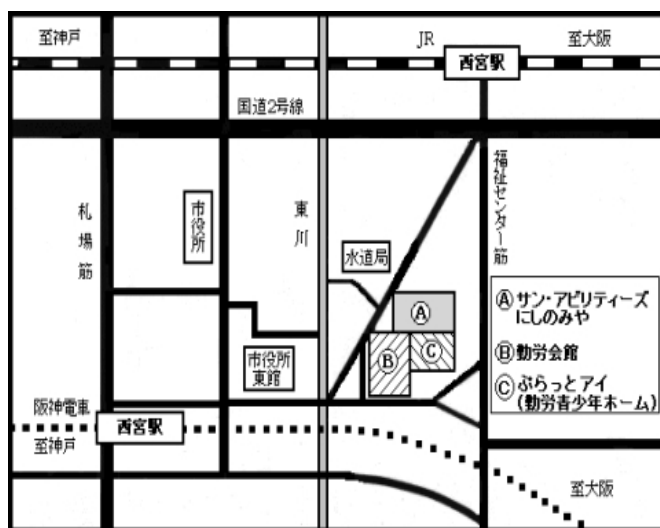 至神戸
JR
至大阪
西宮駅
国道2号線
札場筋
市役所
東川
水道局
福祉センター筋
Ⓐ
Ⓑ
Ⓒ
Ⓐサン・アビリティーズ
にしのみや
Ⓑ勤労会館
Ⓒぷらっとアイ
(勤労青少年ホーム)
市役所
東館
阪神電車
西宮駅
至神戸
至大阪